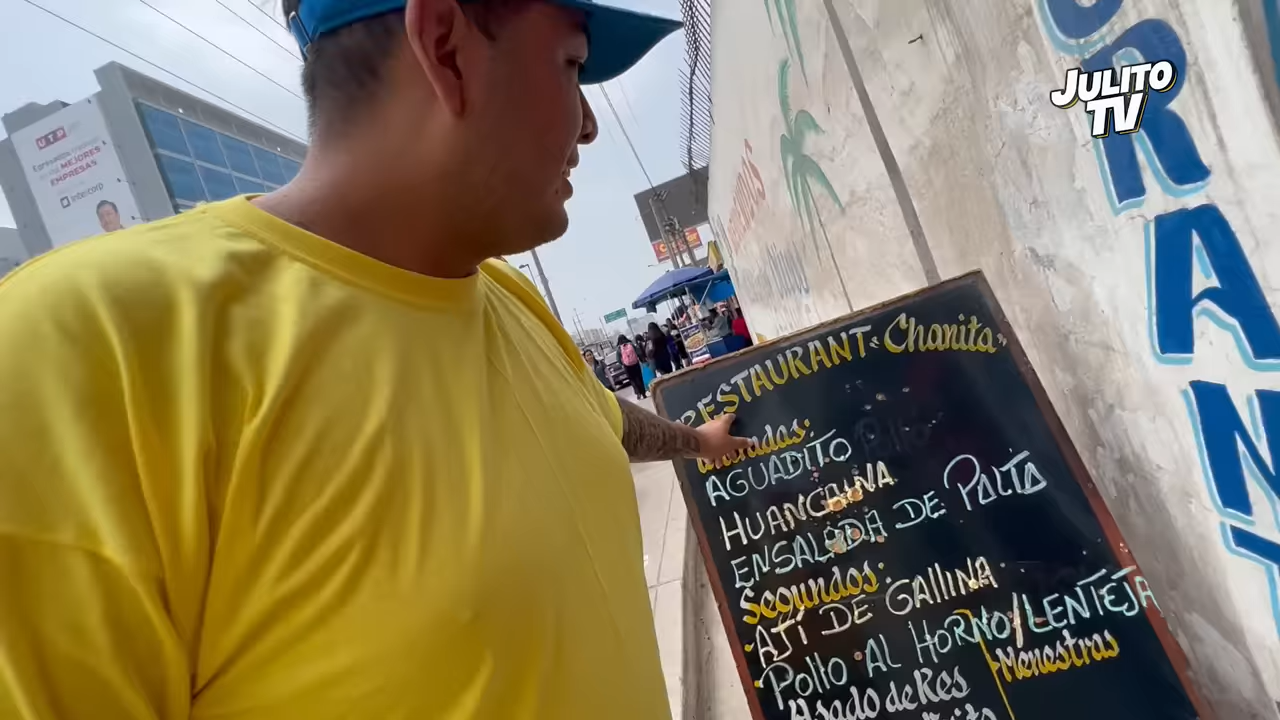 JULITO
TV
UTP
MEJORES
EMPRESAS
Intercorp
RESTAURANT "Chanita"
Entradas:
AGUADITO
HUANCAINA
ENSALADA DE PALTA
Segundos:
-AJI DE GALLINA
-Pollo AL HORNO/LENTEJA
Asado de Res
Menestras